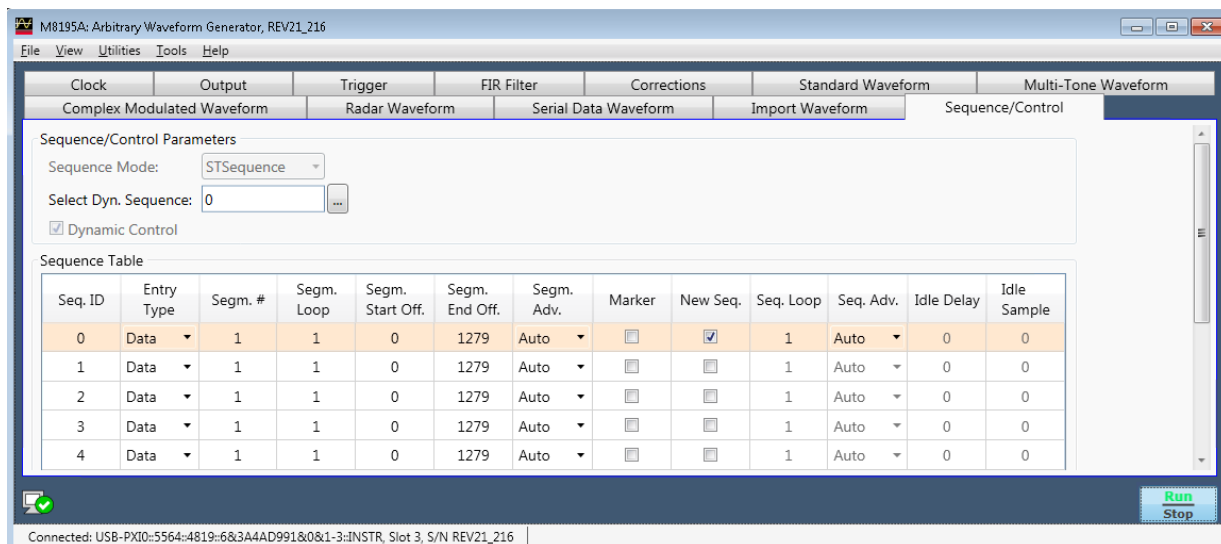 M8195A: Arbitrary Waveform Generator, REV21_216
File View Utilities Tools Help
Clock Output Trigger FIR Filter Corrections Standard Waveform Multi-Tone Waveform
Complex Modulated Waveform Radar Waveform Serial Data Waveform Import Waveform Sequence/Control
Sequence/Control Parameters
Sequence Mode: STSequence
Select Dyn. Sequence: 0 ...
Dynamic Control
Sequence Table
Seq. ID Entry Type Segm. # Segm. Loop Segm. Start Off. Segm. End Off. Segm. Adv. Marker New Seq. Seq. Loop Seq. Adv. Idle Delay Idle Sample
0 Data 1 1 0 1279 Auto 1 Auto 0 0
1 Data 1 1 0 1279 Auto 1 Auto 0 0
2 Data 1 1 0 1279 Auto 1 Auto 0 0
3 Data 1 1 0 1279 Auto 1 Auto 0 0
4 Data 1 1 0 1279 Auto 1 Auto 0 0
Run
Stop
Connected: USB-PXI0::5564::4819::6&3A4AD991&0&1-3::INSTR, Slot 3, S/N REV21_216